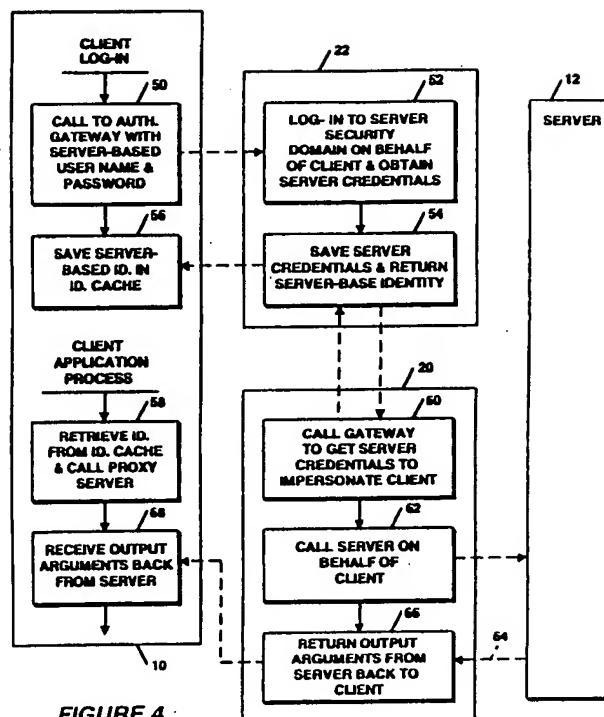 CLIENT
LOG-IN
50
CALL TO AUTH.
GATEWAY WITH
SERVER-BASED
USER NAME &
PASSWORD
56
SAVE SERVER-
BASED ID. IN
ID. CACHE
CLIENT
APPLICATION
PROCESS
58
RETRIEVE ID.
FROM ID. CACHE
& CALL PROXY
SERVER
68
RECEIVE OUTPUT
ARGUMENTS BACK
FROM SERVER
10
22
52
LOG- IN TO SERVER
SECURITY
DOMAIN ON BEHALF
OF CLIENT & OBTAIN
SERVER CREDENTIALS
54
SAVE SERVER
CREDENTIALS & RETURN
SERVER-BASE IDENTITY
20
60
CALL GATEWAY
TO GET SERVER
CREDENTIALS TO
IMPERSONATE CLIENT
62
CALL SERVER ON
BEHALF OF
CLIENT
66
RETURN OUTPUT
ARGUMENTS FROM
SERVER BACK TO
CLIENT
12
SERVER
64
FIGURE 4